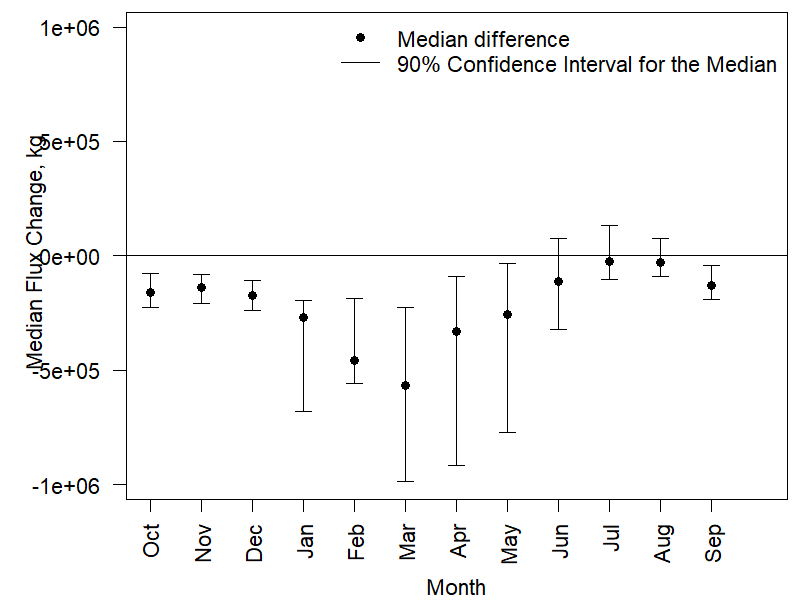 1e+06
Median difference
90% Confidence Interval for the Median
5e+05
Median Flux Change, kg
0e+00
-5e+05
-1e+06
Oct
Nov
Dec
Jan
Feb
Mar
Apr
May
Jun
Jul
Aug
Sep
Month